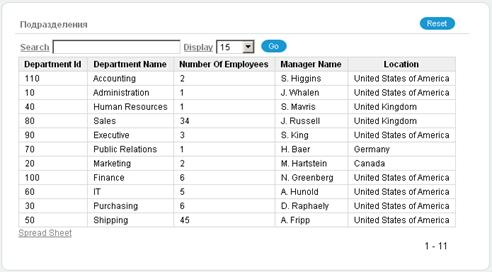 Подразделения Reset
Search Display 15 Go
Department Id Department Name Number Of Employees Manager Name Location
110 Accounting 2 S. Higgins United States of America
10 Administration 1 J. Whalen United States of America
40 Human Resources 1 S. Mavris United Kingdom
80 Sales 34 J. Russell United Kingdom
90 Executive 3 S. King United States of America
70 Public Relations 1 H. Baer Germany
20 Marketing 2 M. Hartstein Canada
100 Finance 6 N. Greenberg United States of America
60 IT 5 A. Hunold United States of America
30 Purchasing 6 D. Raphaely United States of America
50 Shipping 45 A. Fripp United States of America
Spread Sheet
1 - 11